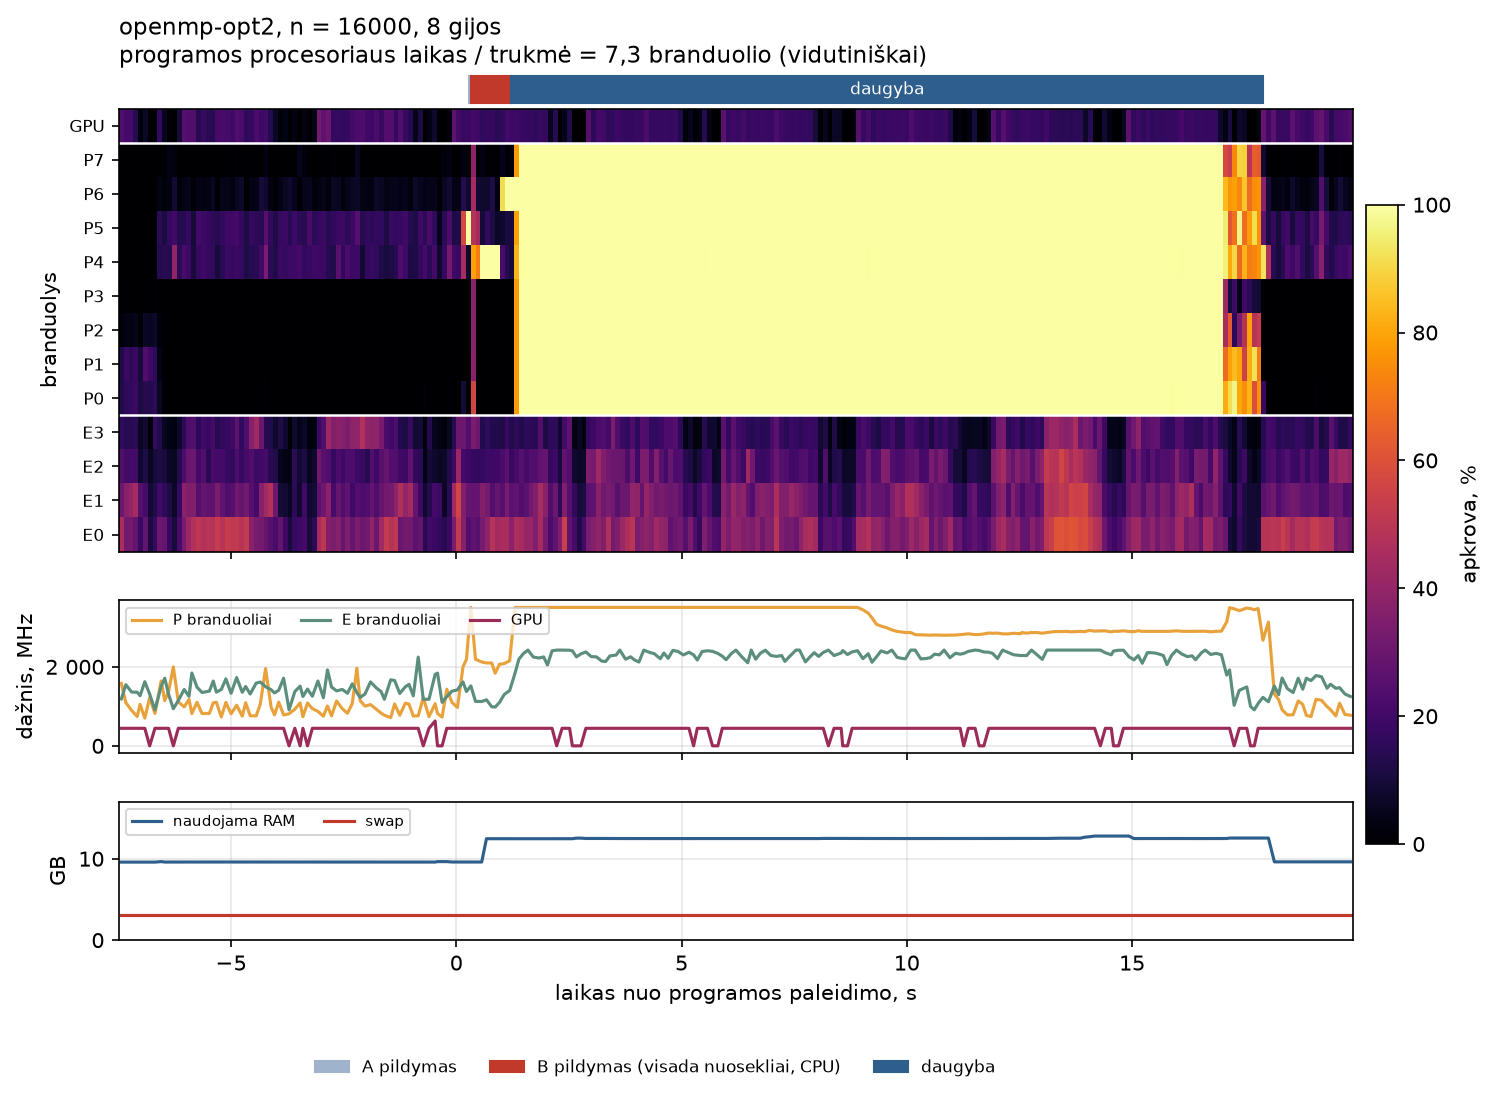 openmp-opt2, n = 16000, 8 gijos
programos procesoriaus laikas / trukmė = 7,3 branduolio (vidutiniškai)
daugyba
GPU
P7
P6
P5
P4
P3
P2
P1
P0
E3
E2
E1
E0
branduolys
100
80
60
40
20
0
apkrova, %
P branduoliai
E branduoliai
GPU
2 000
0
dažnis, MHz
naudojama RAM
swap
10
0
GB
−5
0
5
10
15
laikas nuo programos paleidimo, s
A pildymas
B pildymas (visada nuosekliai, CPU)
daugyba